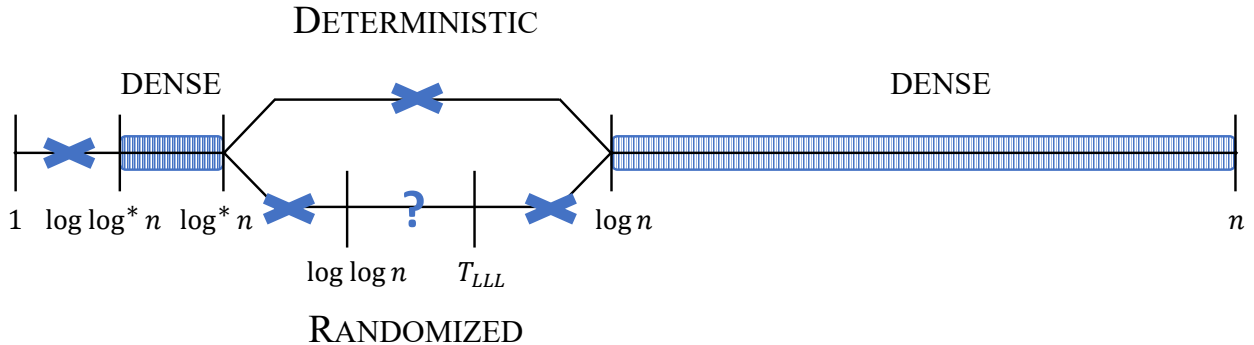 DETERMINISTIC
DENSE DENSE
?
1 log log* n log* n log n n
log log n T_LLL
RANDOMIZED